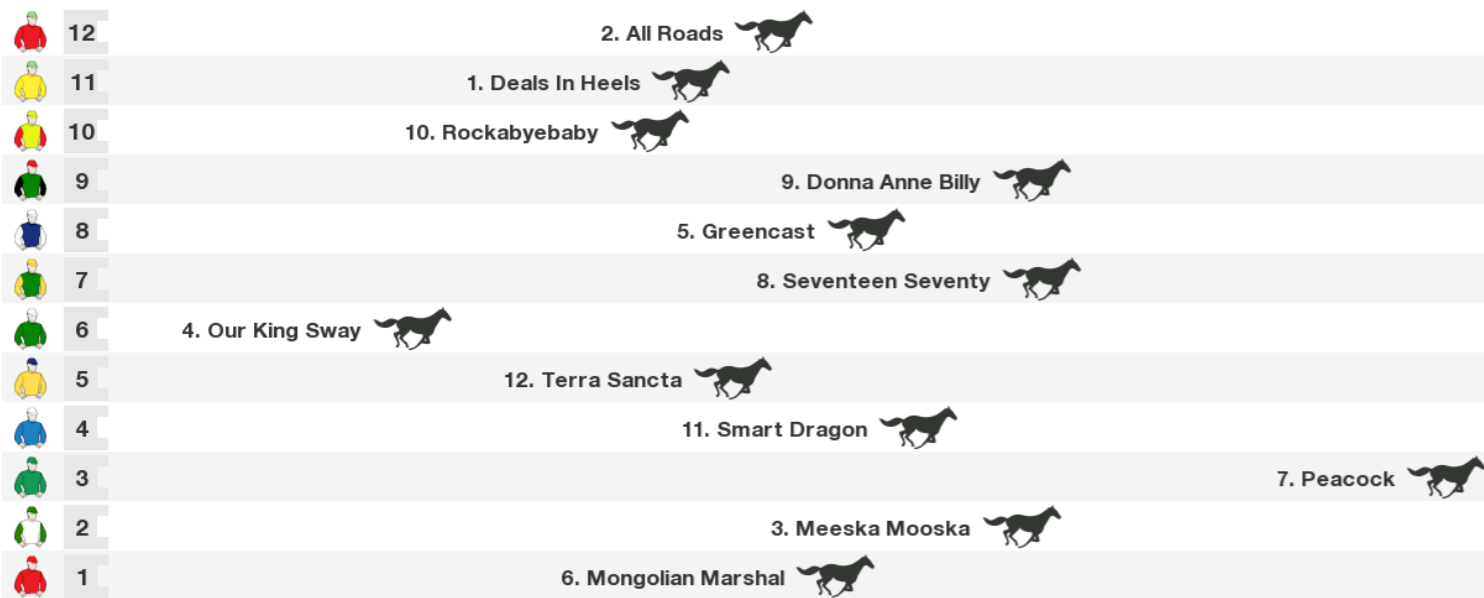 12 2. All Roads
11 1. Deals In Heels
10 10. Rockabyebaby
9 9. Donna Anne Billy
8 5. Greencast
7 8. Seventeen Seventy
6 4. Our King Sway
5 12. Terra Sancta
4 11. Smart Dragon
3 7. Peacock
2 3. Meeska Mooska
1 6. Mongolian Marshal